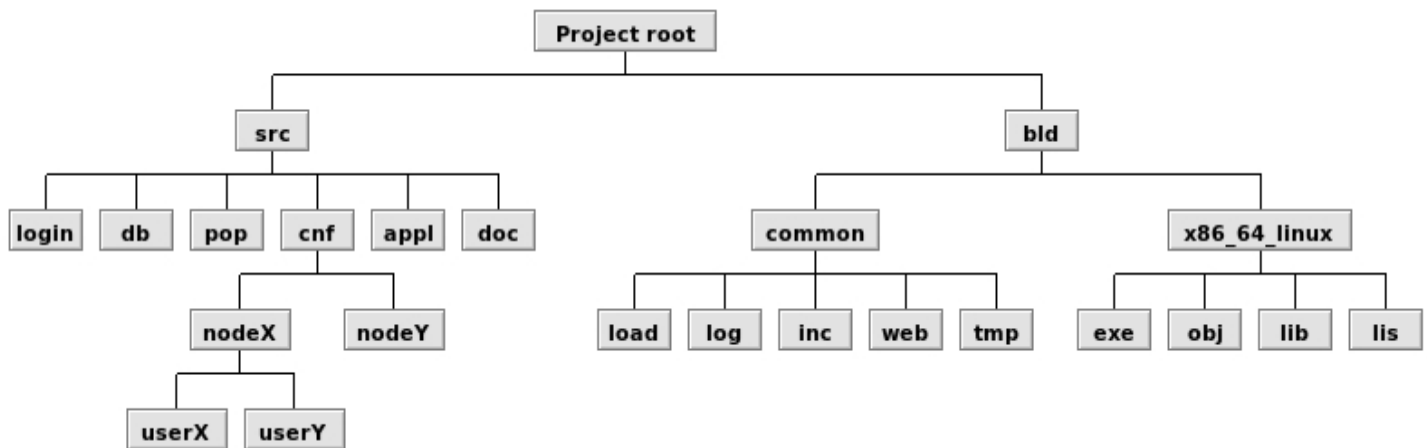 Project root
src
bld
login
db
pop
cnf
appl
doc
common
x86_64_linux
nodeX
nodeY
load
log
inc
web
tmp
exe
obj
lib
lis
userX
userY